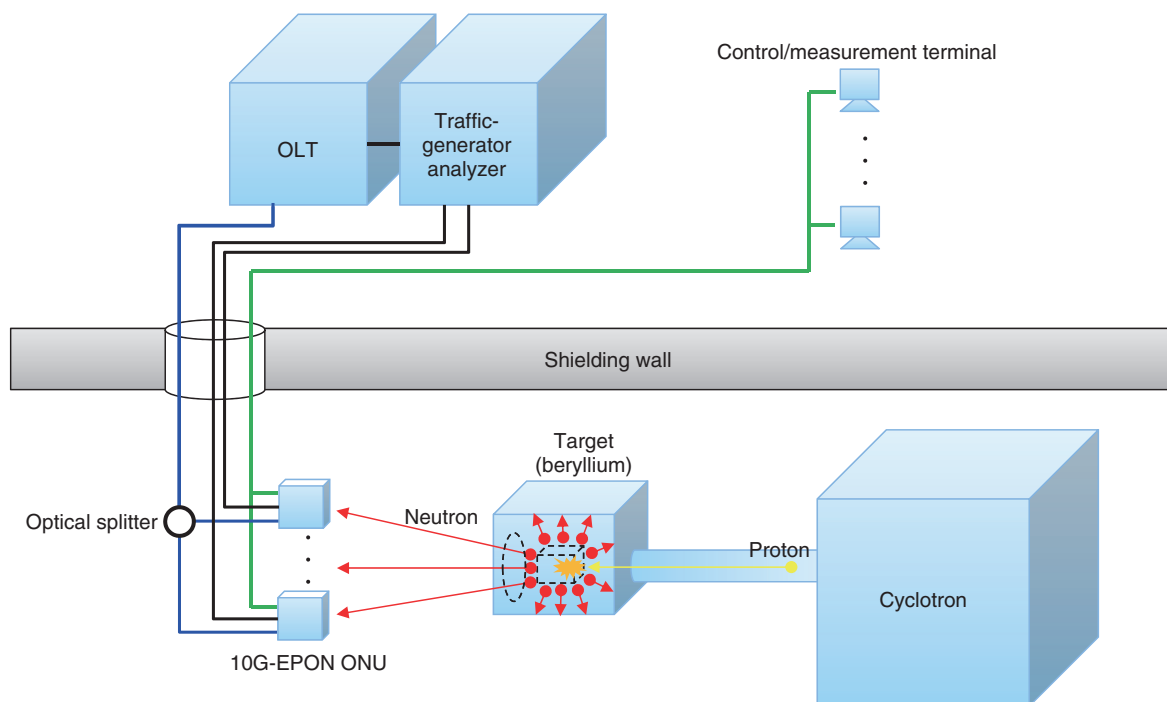 Control/measurement terminal
OLT
Traffic-
generator
analyzer
Shielding wall
Target
(beryllium)
Optical splitter
Neutron
Proton
Cyclotron
10G-EPON ONU